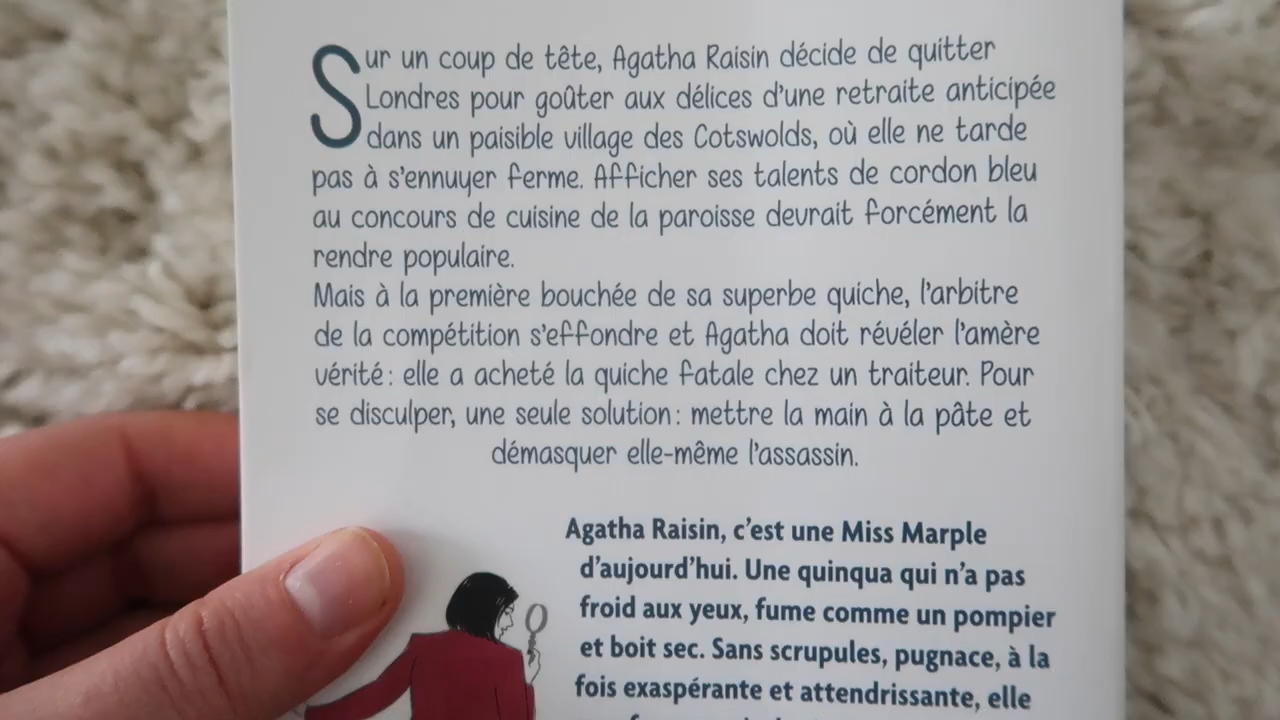 Sur un coup de tête, Agatha Raisin décide de quitter
Londres pour goûter aux délices d'une retraite anticipée
dans un paisible village des Cotswolds, où elle ne tarde
pas à s'ennuyer ferme. Afficher ses talents de cordon bleu
au concours de cuisine de la paroisse devrait forcément la
rendre populaire.
Mais à la première bouchée de sa superbe quiche, l'arbitre
de la compétition s'effondre et Agatha doit révéler l'amère
vérité : elle a acheté la quiche fatale chez un traiteur. Pour
se disculper, une seule solution : mettre la main à la pâte et
démasquer elle-même l'assassin.
Agatha Raisin, c'est une Miss Marple
d'aujourd'hui. Une quinqua qui n'a pas
froid aux yeux, fume comme un pompier
et boit sec. Sans scrupules, pugnace, à la
fois exaspérante et attendrissante, elle